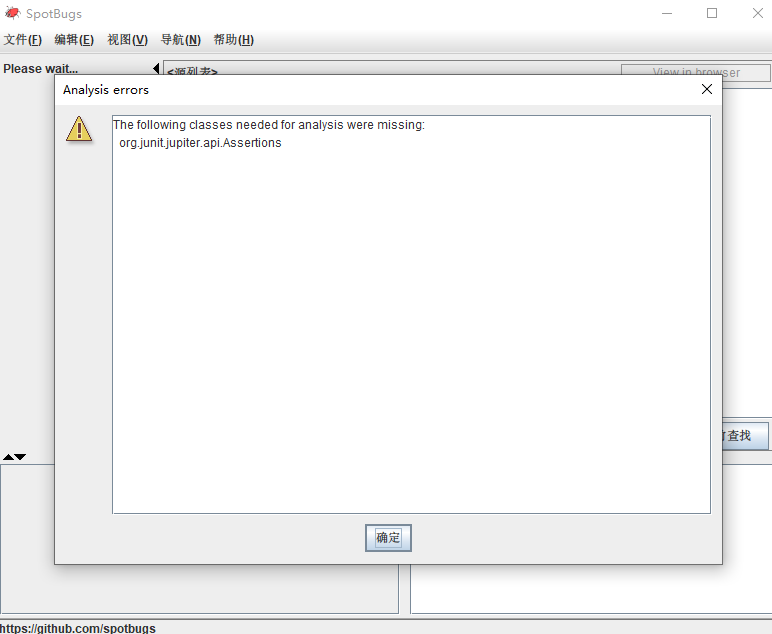 SpotBugs
文件(F) 编辑(E) 视图(V) 导航(N) 帮助(H)
Please wait...
<源列表>
View in browser
Analysis errors
The following classes needed for analysis were missing:
org.junit.jupiter.api.Assertions
查找
确定
https://github.com/spotbugs